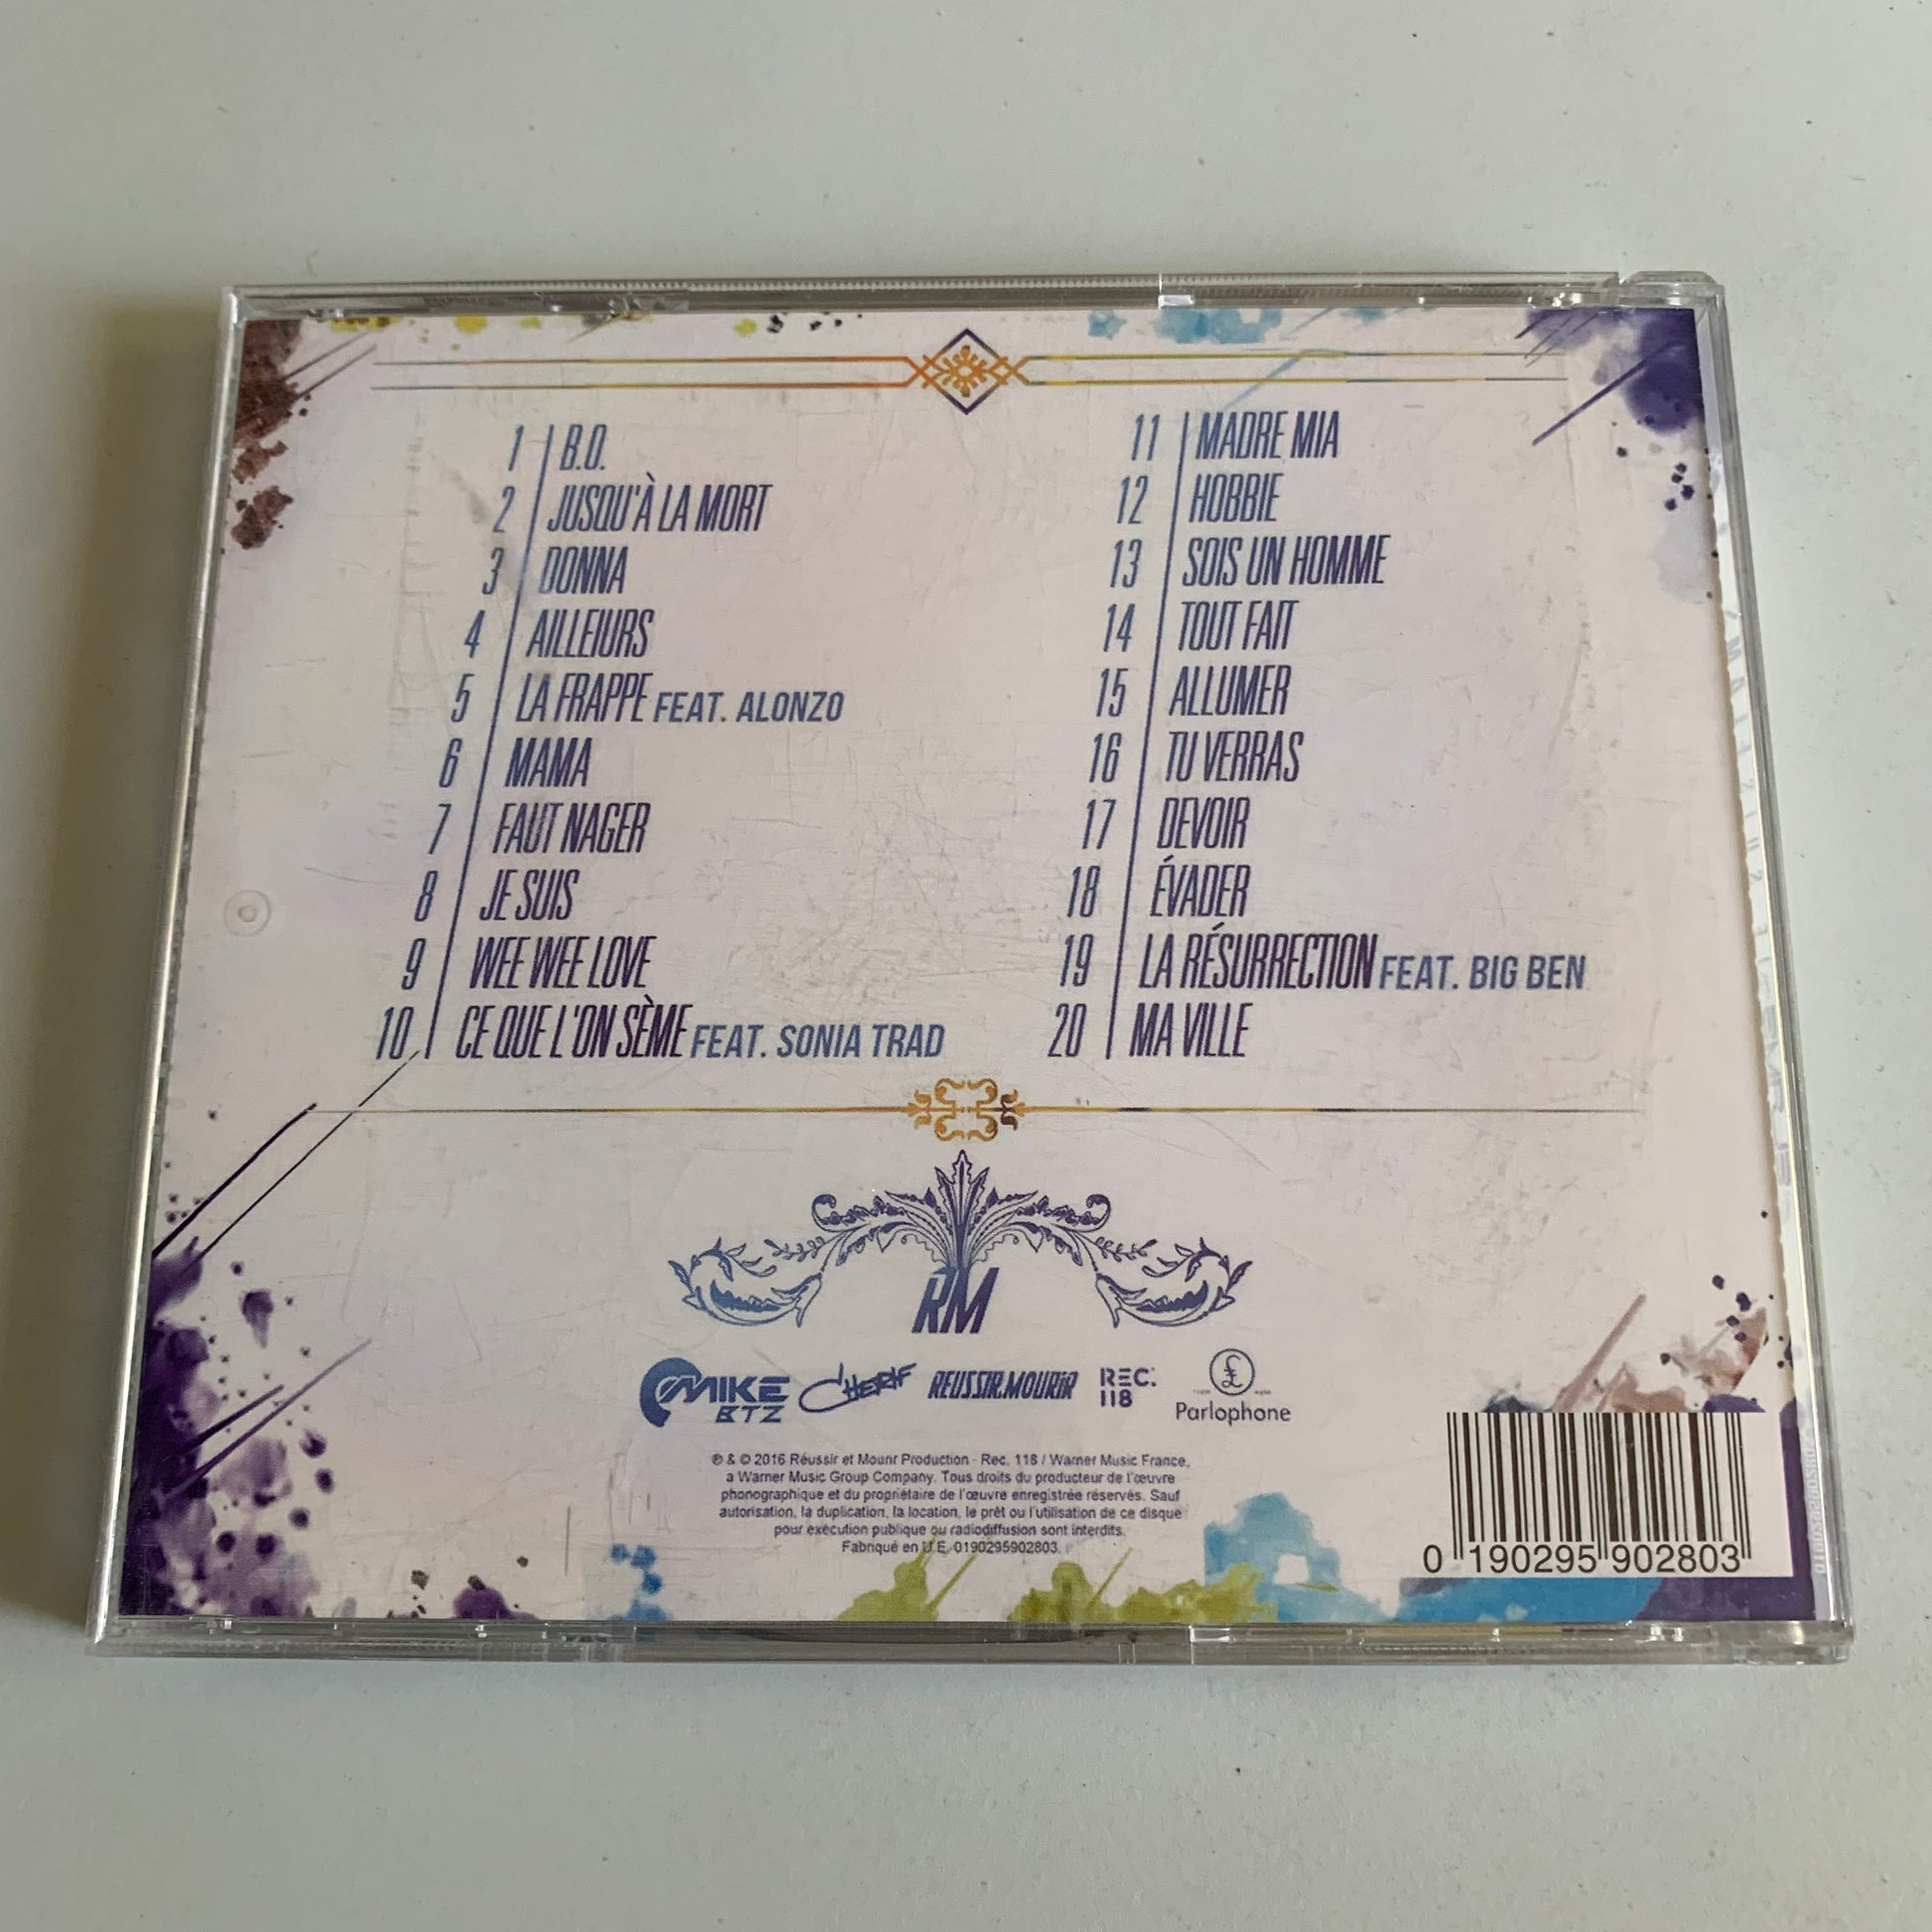 1 B.O.
2 JUSQU'À LA MORT
3 DONNA
4 AILLEIURS
5 LA FRAPPE FEAT. ALONZO
6 MAMA
7 FAUT NAGER
8 JE SUIS
9 WEE WEE LOVE
10 CE QUE L'ON SÈME FEAT. SONIA TRAD
11 MADRE MIA
12 HOBBIE
13 SOIS UN HOMME
14 TOUT FAIT
15 ALLUMER
16 TU VERRAS
17 DEVOIR
18 ÉVADER
19 LA RÉSURRECTION FEAT. BIG BEN
20 MA VILLE
RM
MIKE
BTZ
CHERIF
REUSSIR.MOURIR
REC.
118
£
Parlophone
℗ & © 2016 Réussir et Mourir Production - Rec. 118 / Warner Music France,
a Warner Music Group Company. Tous droits du producteur de l'œuvre
phonographique et du propriétaire de l'œuvre enregistrée réservés. Sauf
autorisation, la duplication, la location, le prêt ou l'utilisation de ce disque
pour exécution publique ou radiodiffusion sont interdits.
Fabriqué en U.E. 0190295902803.
0 190295 902803